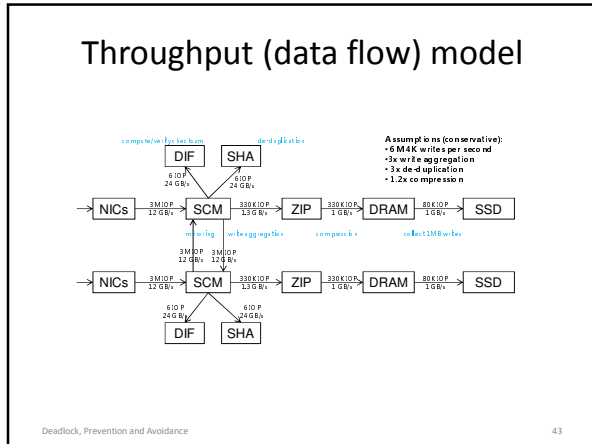 Throughput (data flow) model
compute/verify checksum
de-duplication
Assumptions (conservative):
• 6 M 4K writes per second
• 3x write aggregation
• 3x de-duplication
• 1.2x compression
DIF
SHA
6 IOP
24 GB/s
6 IOP
24 GB/s
NICs
3 M IOP
12 GB/s
SCM
330K IOP
1.3 GB/s
ZIP
330K IOP
1 GB/s
DRAM
80K IOP
1 GB/s
SSD
mirroring
write aggregation
compression
collect 1MB writes
3 M IOP
12 GB/s
3 M IOP
12 GB/s
NICs
3 M IOP
12 GB/s
SCM
330K IOP
1.3 GB/s
ZIP
330K IOP
1 GB/s
DRAM
80K IOP
1 GB/s
SSD
6 IOP
24 GB/s
6 IOP
24 GB/s
DIF
SHA
Deadlock, Prevention and Avoidance
43